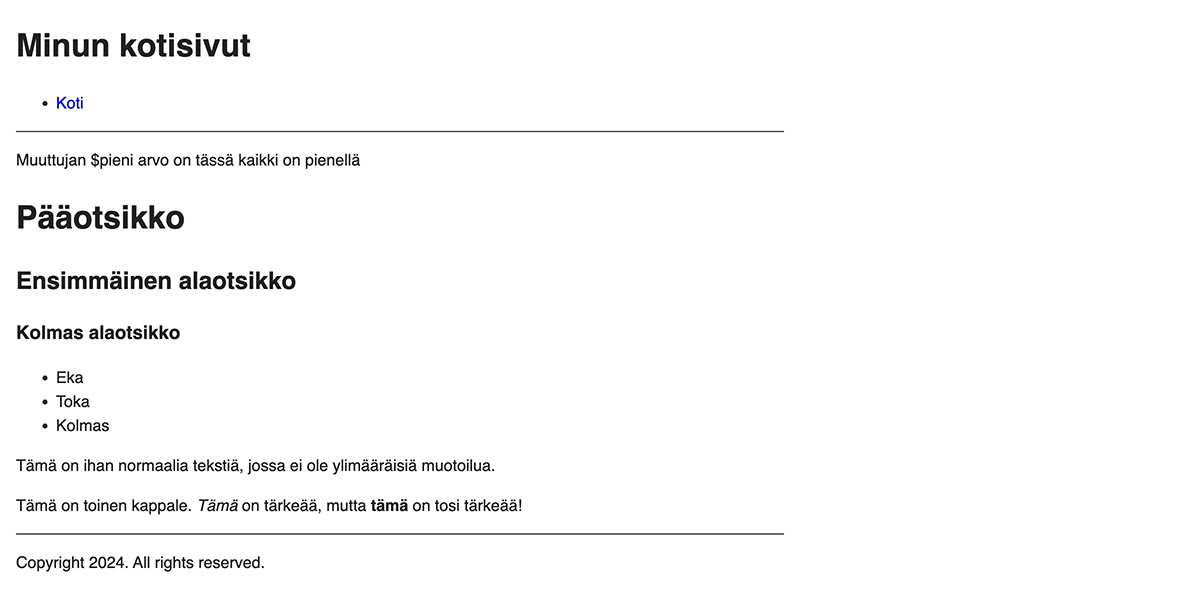 Minun kotisivut
Koti
Muuttujan $pieni arvo on tässä kaikki on pienellä
Pääotsikko
Ensimmäinen alaotsikko
Kolmas alaotsikko
Eka
Toka
Kolmas
Tämä on ihan normaalia tekstiä, jossa ei ole ylimääräisiä muotoilua.
Tämä on toinen kappale. Tämä on tärkeää, mutta tämä on tosi tärkeää!
Copyright 2024. All rights reserved.